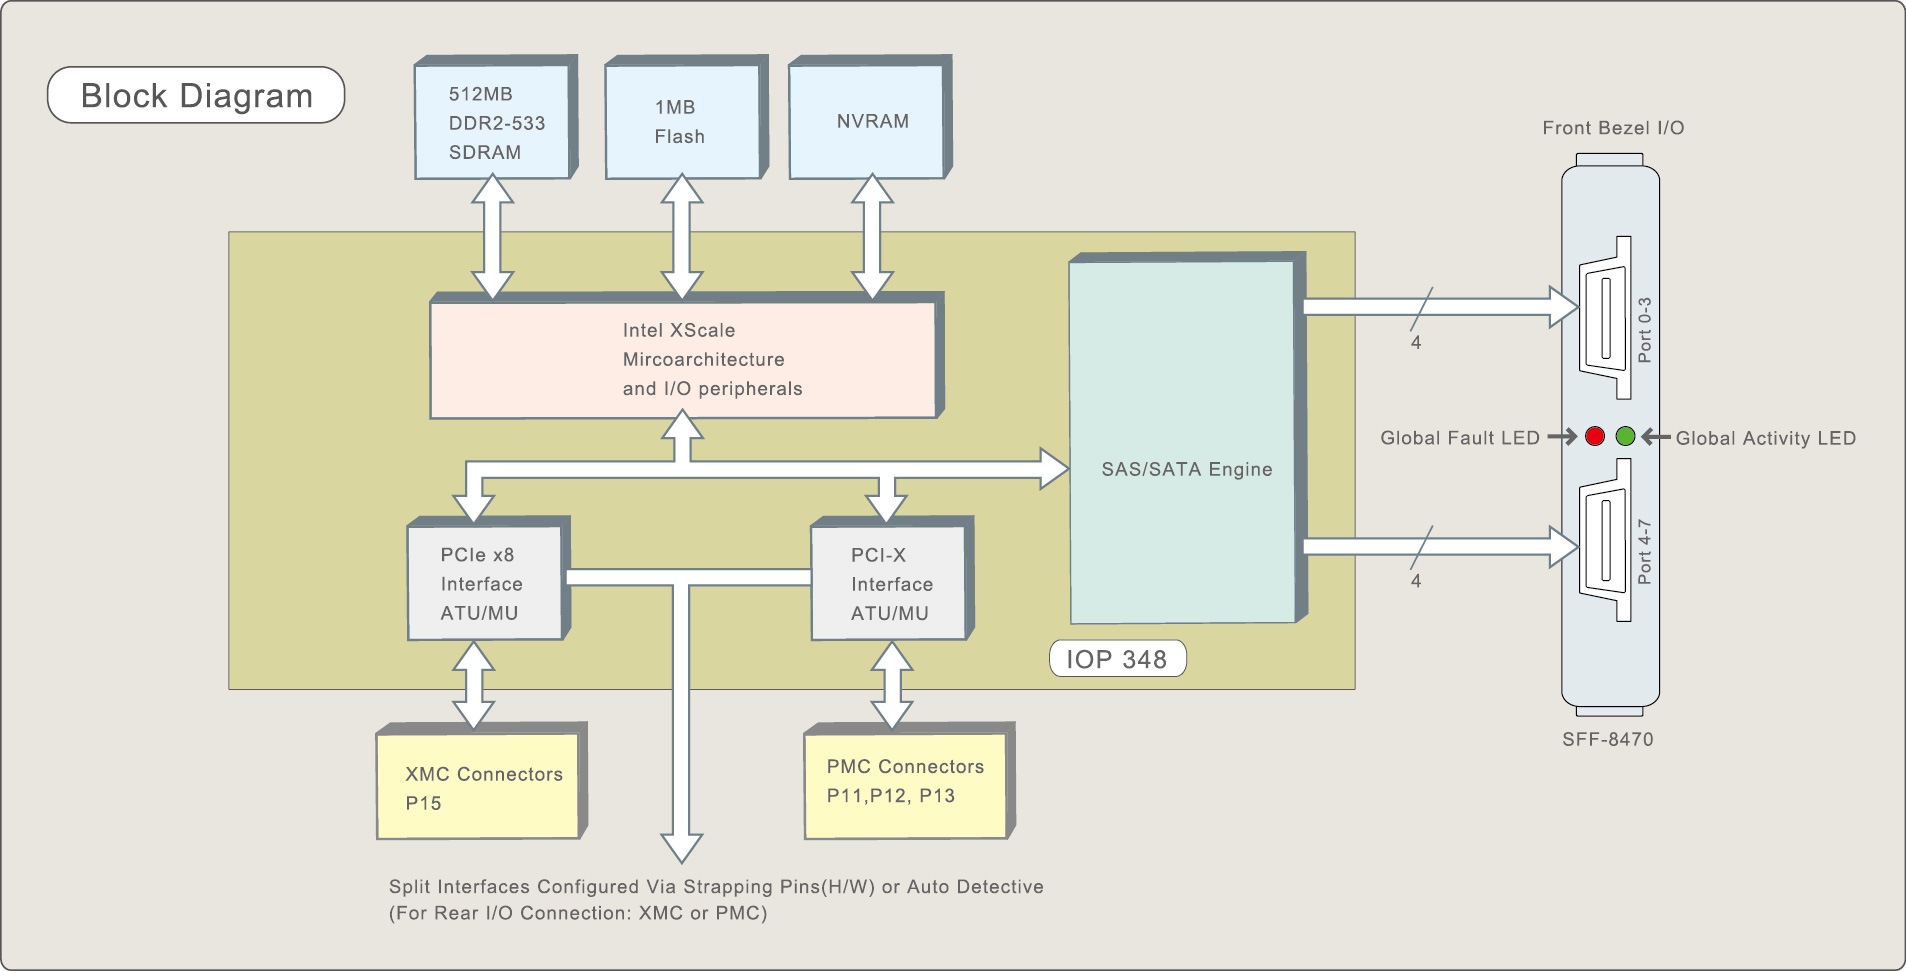 Block Diagram
512MB
DDR2-533
SDRAM
1MB
Flash
NVRAM
Front Bezel I/O
Intel XScale
Mircoarchitecture
and I/O peripherals
SAS/SATA Engine
4
4
Port 0-3
Global Fault LED
Global Activity LED
Port 4-7
SFF-8470
PCIe x8
Interface
ATU/MU
PCI-X
Interface
ATU/MU
IOP 348
XMC Connectors
P15
PMC Connectors
P11,P12, P13
Split Interfaces Configured Via Strapping Pins(H/W) or Auto Detective
(For Rear I/O Connection: XMC or PMC)